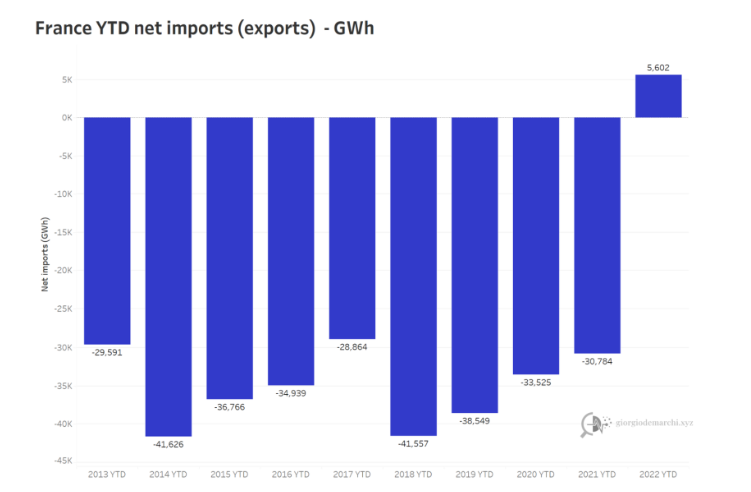 France YTD net imports (exports)  - GWh
5,602
5K
0K
-5K
-10K
-15K
-20K
-25K
-30K
-35K
-40K
-45K
Net imports (GWh)
-29,591
-41,626
-36,766
-34,939
-28,864
-41,557
-38,549
-33,525
-30,784
giorgiodemarchi.xyz
2013 YTD
2014 YTD
2015 YTD
2016 YTD
2017 YTD
2018 YTD
2019 YTD
2020 YTD
2021 YTD
2022 YTD